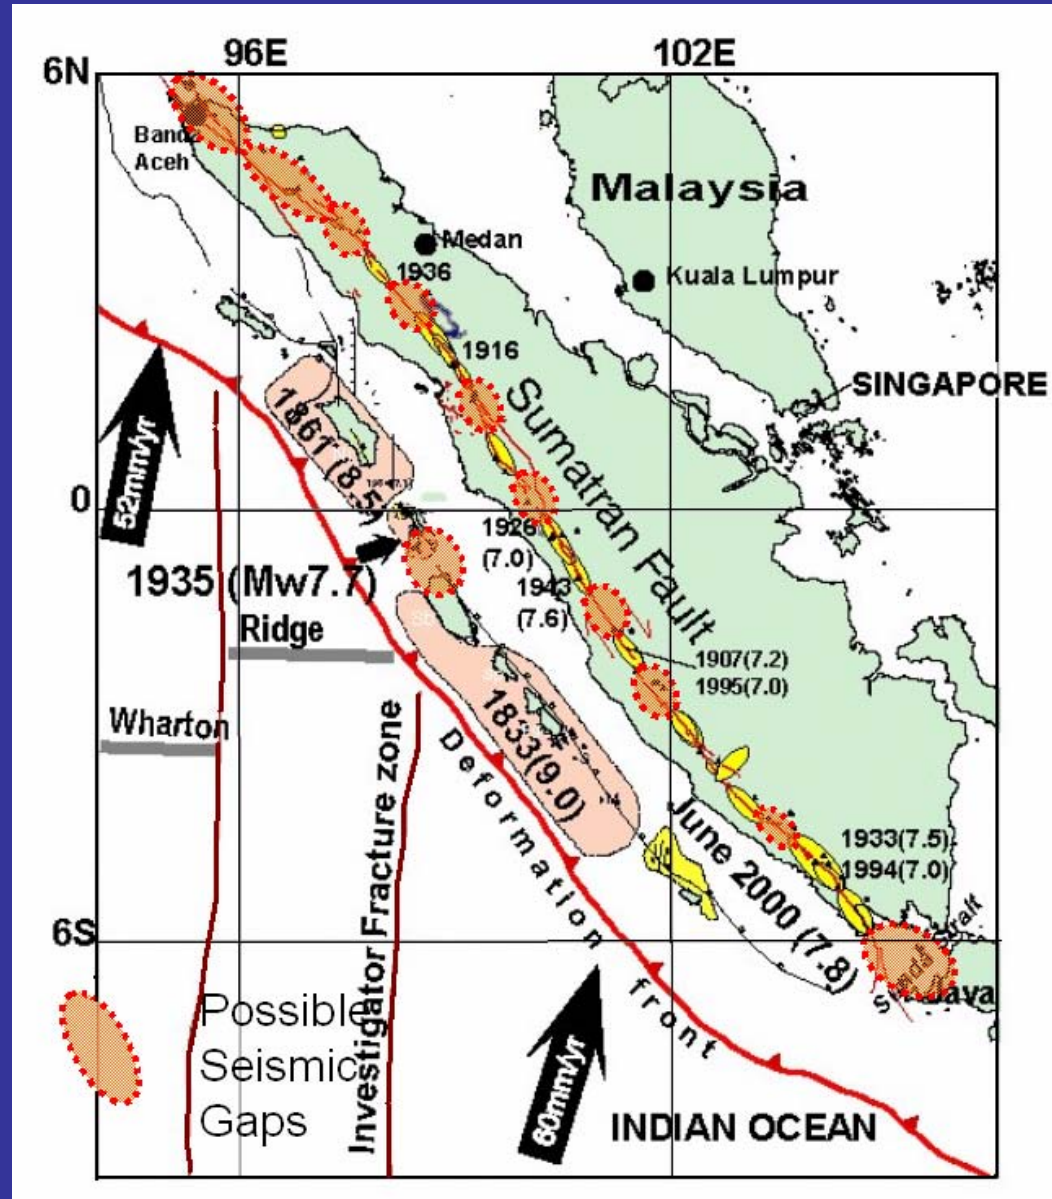 96E
102E
6N
Banda
Aceh
Malaysia
Medan
Kuala Lumpur
1936
1916
SINGAPORE
Sumatran Fault
52mm/yr
1861 (8.5)
0
1926
(7.0)
1935 (Mw7.7)
1943
(7.6)
Ridge
1907(7.2)
1995(7.0)
Wharton
1833(9.0)
Investigator Fracture zone
Deformation front
June 2000 (7.8)
1933(7.5)
1994(7.0)
6S
Java
Possible
Seismic
Gaps
60mm/yr
INDIAN OCEAN